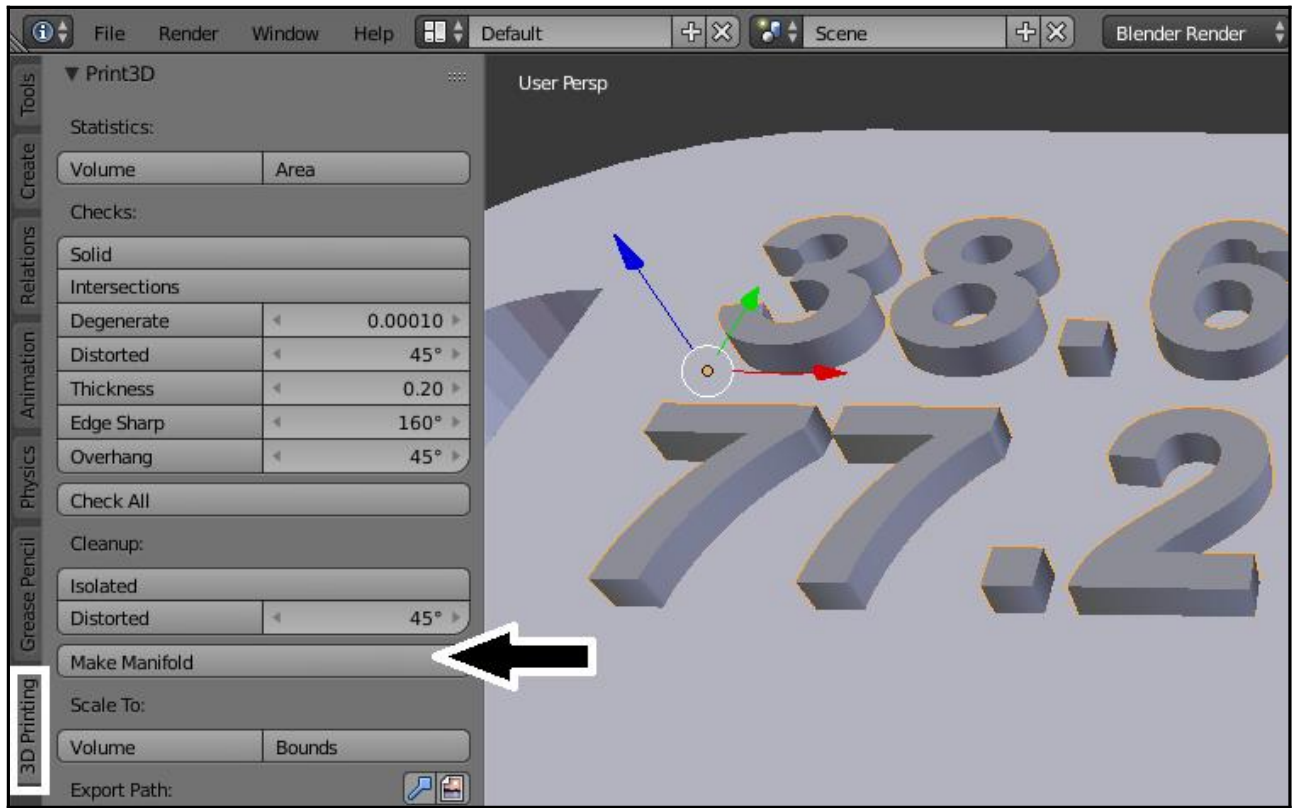 File Render Window Help Default Scene Blender Render
Tools
Create
Relations
Animation
Physics
Grease Pencil
3D Printing
Print3D
Statistics:
Volume Area
Checks:
Solid
Intersections
Degenerate 0.00010
Distorted 45°
Thickness 0.20
Edge Sharp 160°
Overhang 45°
Check All
Cleanup:
Isolated
Distorted 45°
Make Manifold
Scale To:
Volume Bounds
Export Path:
User Persp
38.6
77.2